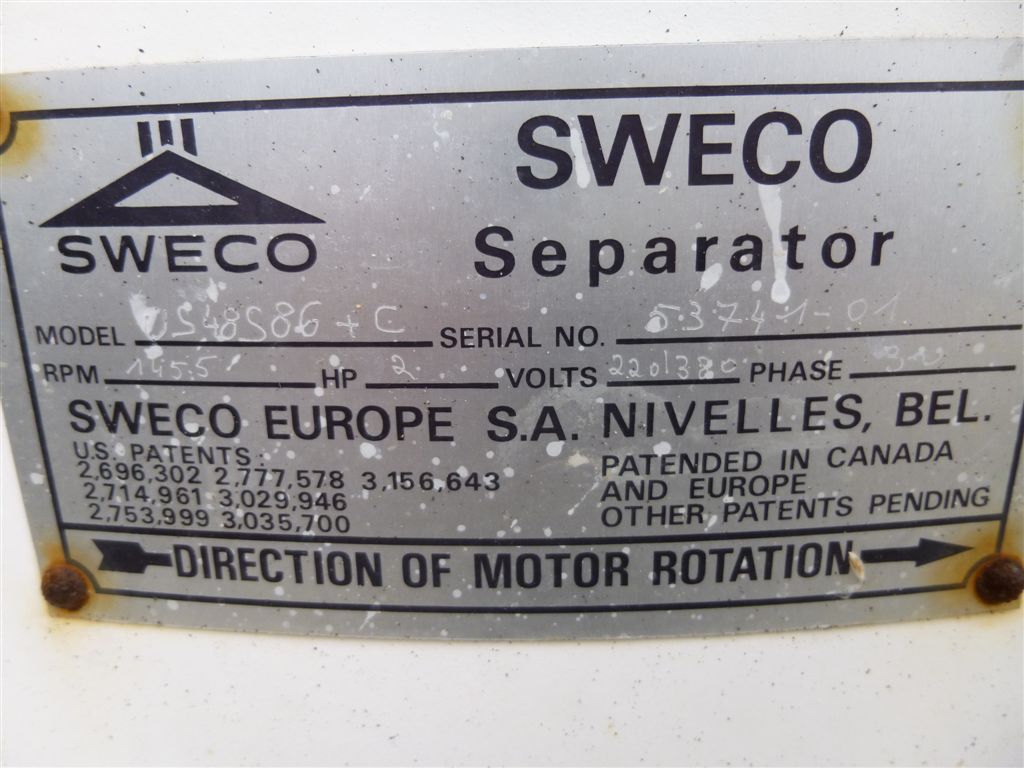 SWECO
SWECO
Separator
MODEL US48S86+C SERIAL NO. 53741-01
RPM 1455 HP 2 VOLTS 220/380 PHASE
SWECO EUROPE S.A. NIVELLES, BEL.
U.S. PATENTS:
2,696,302 2,777,578 3,156,643
2,714,961 3,029,946
2,753,999 3,035,700
PATENTED IN CANADA
AND EUROPE
OTHER PATENTS PENDING
DIRECTION OF MOTOR ROTATION